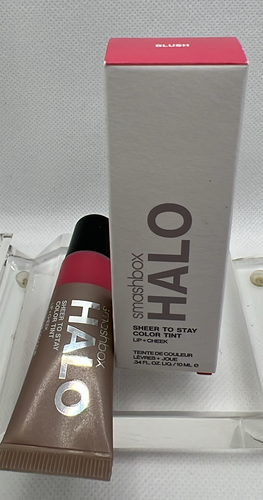 BLUSH
smashbox
HALO
SHEER TO STAY
COLOR TINT
LIP + CHEEK
TEINTE DE COULEUR
LÈVRES + JOUE
.34 FL. OZ. LIQ. / 10 ML ℮
smashbox
HALO
SHEER TO STAY
COLOR TINT